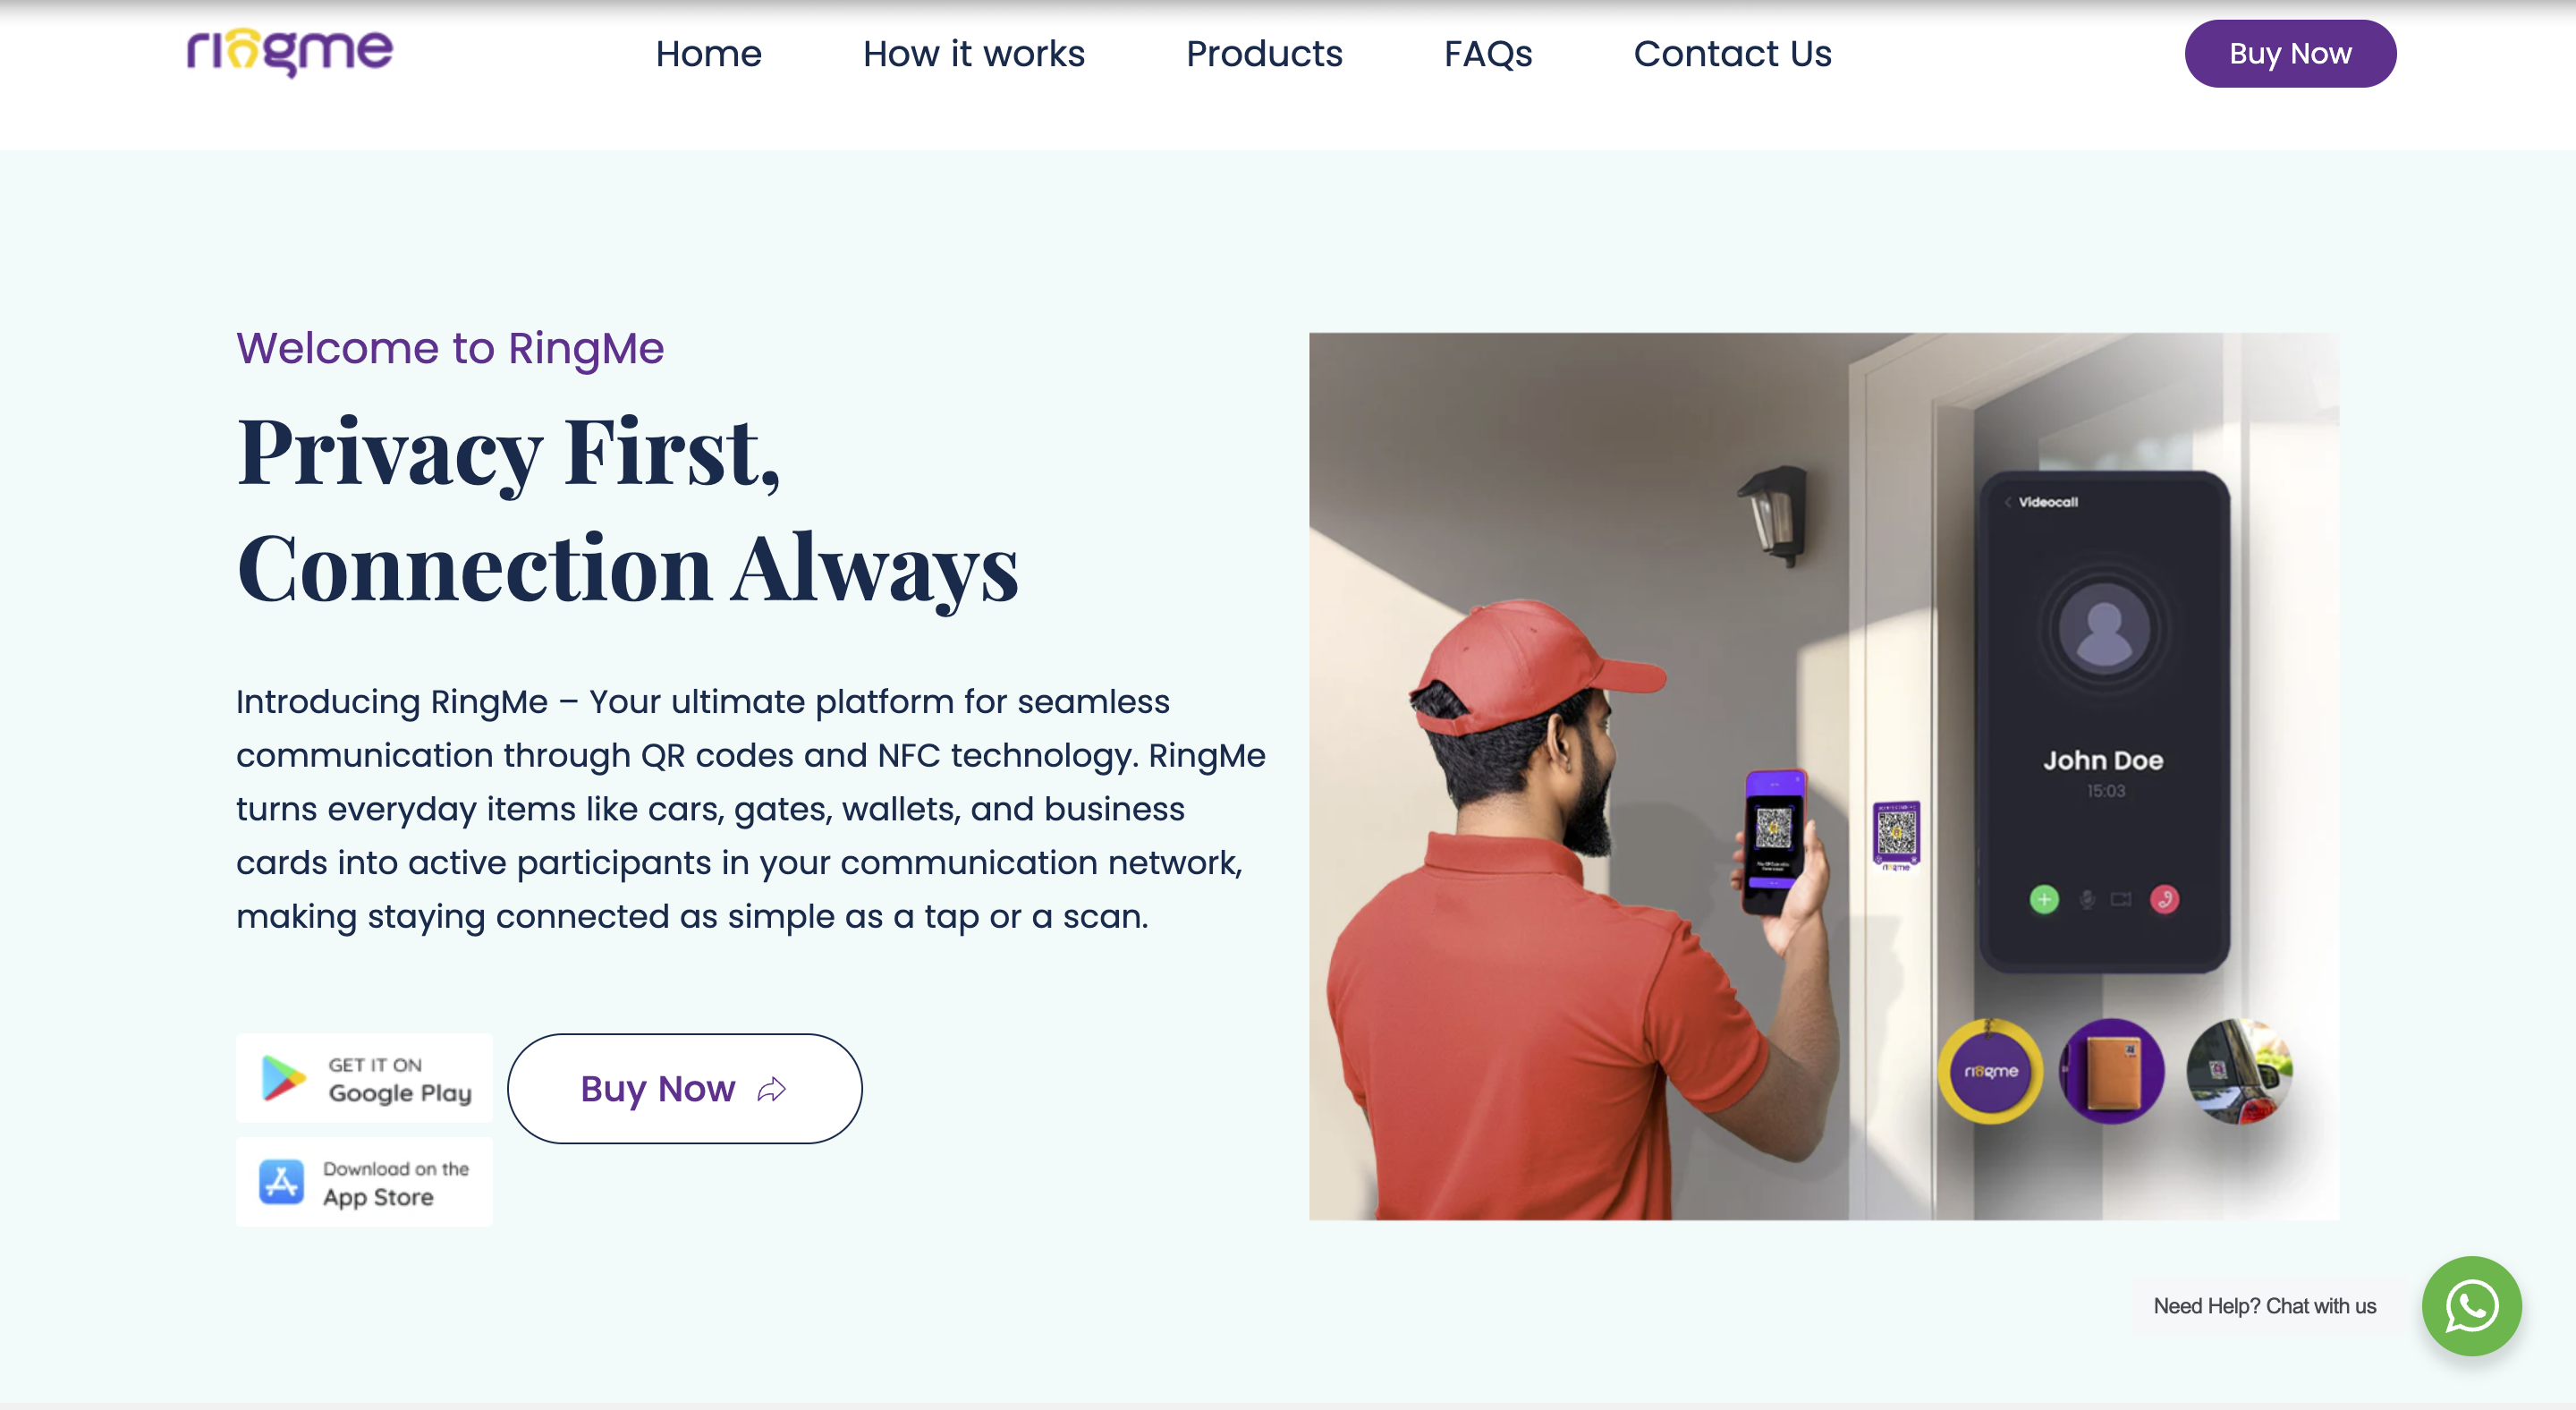 ringme
Home
How it works
Products
FAQs
Contact Us
Buy Now
Welcome to RingMe
Privacy First,
Connection Always
Introducing RingMe – Your ultimate platform for seamless
communication through QR codes and NFC technology. RingMe
turns everyday items like cars, gates, wallets, and business
cards into active participants in your communication network,
making staying connected as simple as a tap or a scan.
GET IT ON
Google Play
Buy Now
Download on the
App Store
Videocall
John Doe
15:03
ringme
ringme
Need Help? Chat with us